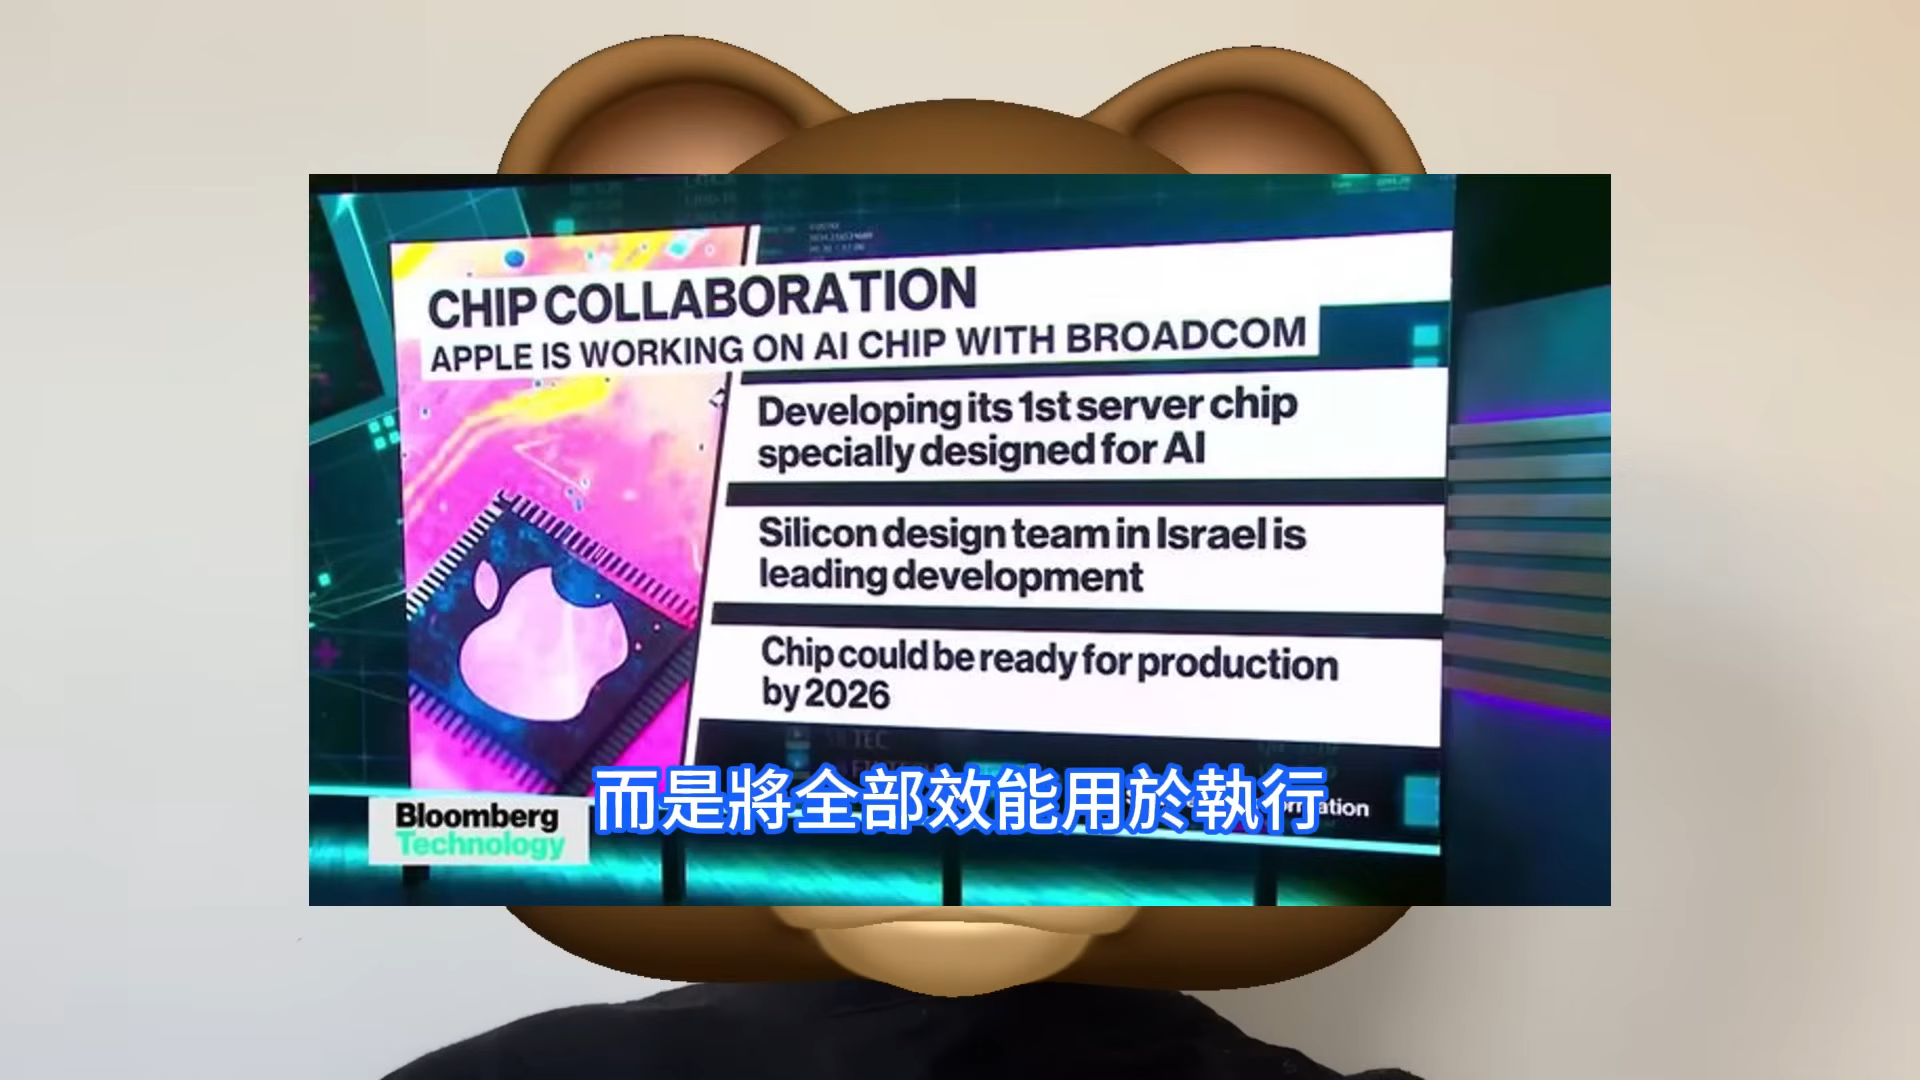 CHIP COLLABORATION
APPLE IS WORKING ON AI CHIP WITH BROADCOM
Developing its 1st server chip
specially designed for AI
Silicon design team in Israel is
leading development
Chip could be ready for production
by 2026
TEC
而是將全部效能用於執行
Bloomberg
Technology